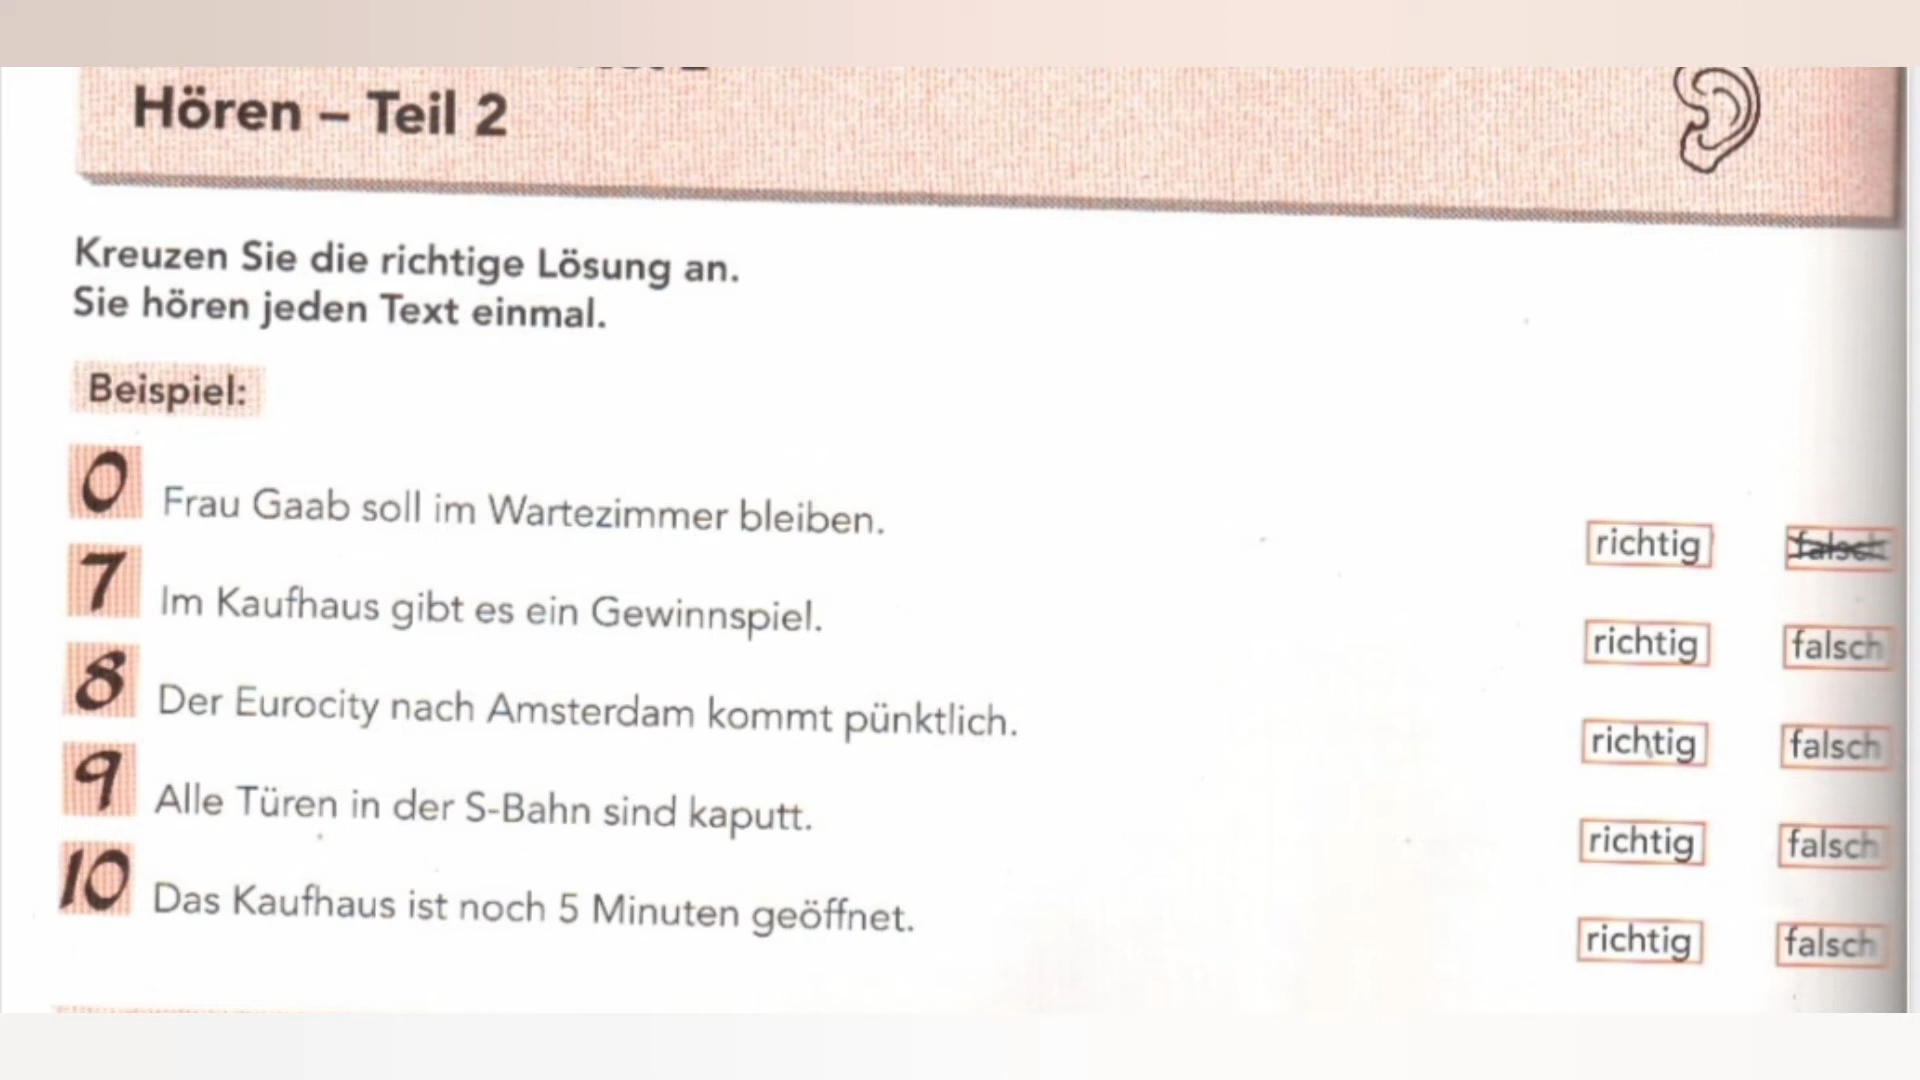 Hören – Teil 2
Kreuzen Sie die richtige Lösung an.
Sie hören jeden Text einmal.
Beispiel:
0 Frau Gaab soll im Wartezimmer bleiben. richtig falsch
7 Im Kaufhaus gibt es ein Gewinnspiel. richtig falsch
8 Der Eurocity nach Amsterdam kommt pünktlich. richtig falsch
9 Alle Türen in der S-Bahn sind kaputt. richtig falsch
10 Das Kaufhaus ist noch 5 Minuten geöffnet. richtig falsch